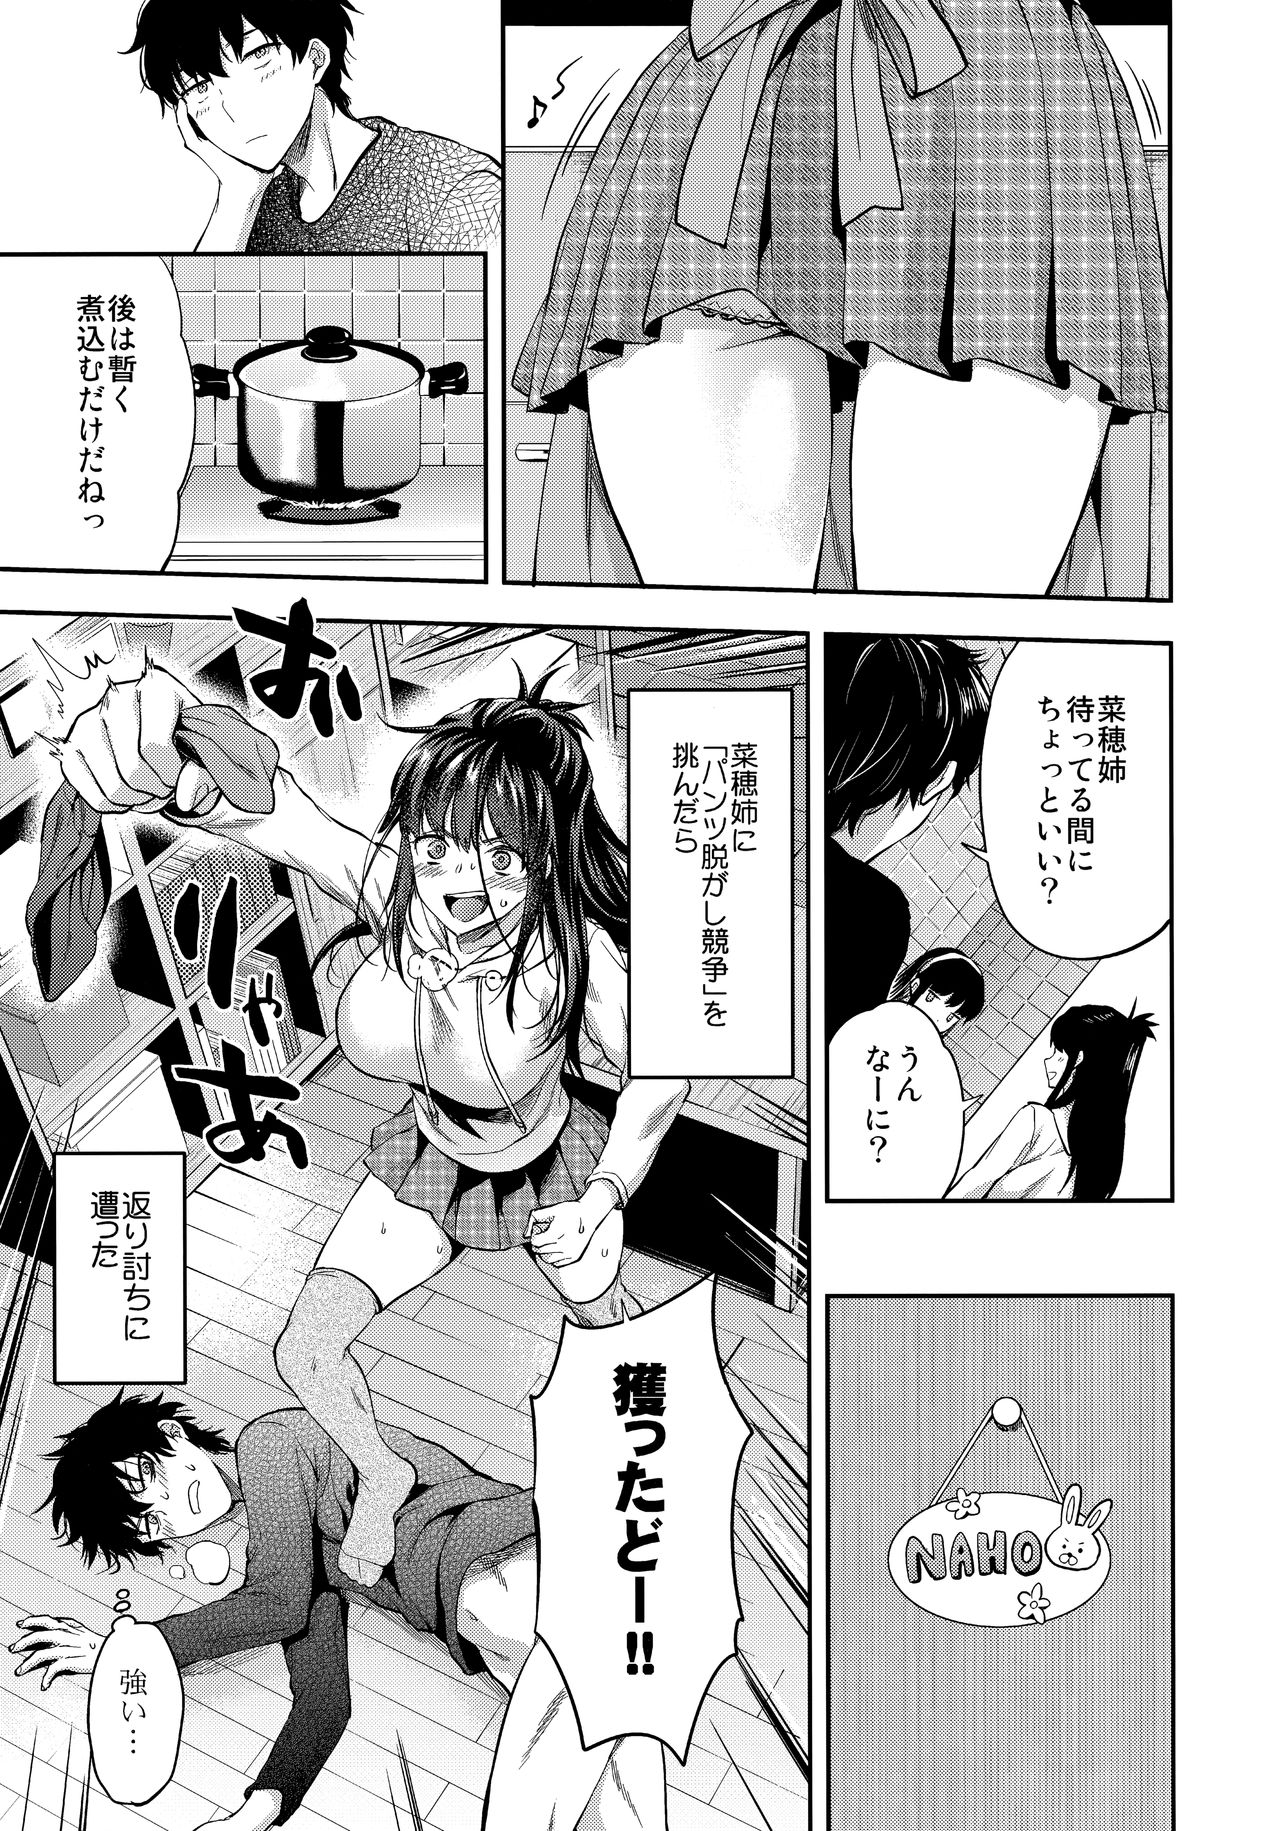 後は暫く
煮込むだけだねっ
菜穂姉
待ってる間に
ちょっといい?
うん
なーに?
NAHO
菜穂姉に
「パンツ脱がし競争」を
挑んだら
おりゃあ
獲ったどー!!
返り討ちに
遭った
強い…